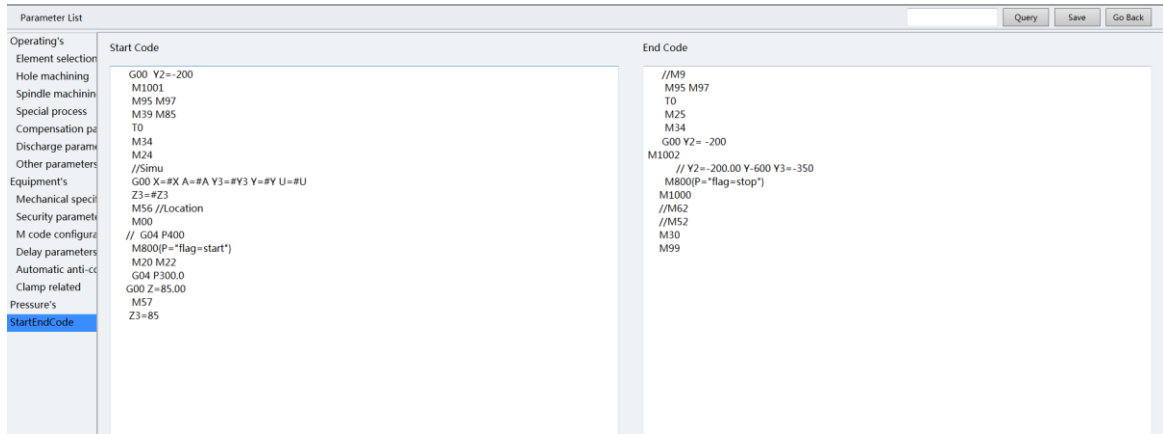 Parameter List
Query Save Go Back
Operating's
Element selection
Hole machining
Spindle machinin
Special process
Compensation pa
Discharge param
Other parameters
Equipment's
Mechanical specif
Security paramete
M code configura
Delay parameters
Automatic anti-co
Clamp related
Pressure's
StartEndCode
Start Code
G00 Y2=-200
M1001
M95 M97
M39 M85
T0
M34
M24
//Simu
G00 X=#X A=#A Y3=#Y3 Y=#Y U=#U
Z3=#Z3
M56 //Location
M00
// G04 P400
M800{P="flag=start"}
M20 M22
G04 P300.0
G00 Z=85.00
M57
Z3=85
End Code
//M9
M95 M97
T0
M25
M34
G00 Y2= -200
M1002
// Y2=-200.00 Y-600 Y3=-350
M800{P="flag=stop"}
M1000
//M62
//M52
M30
M99